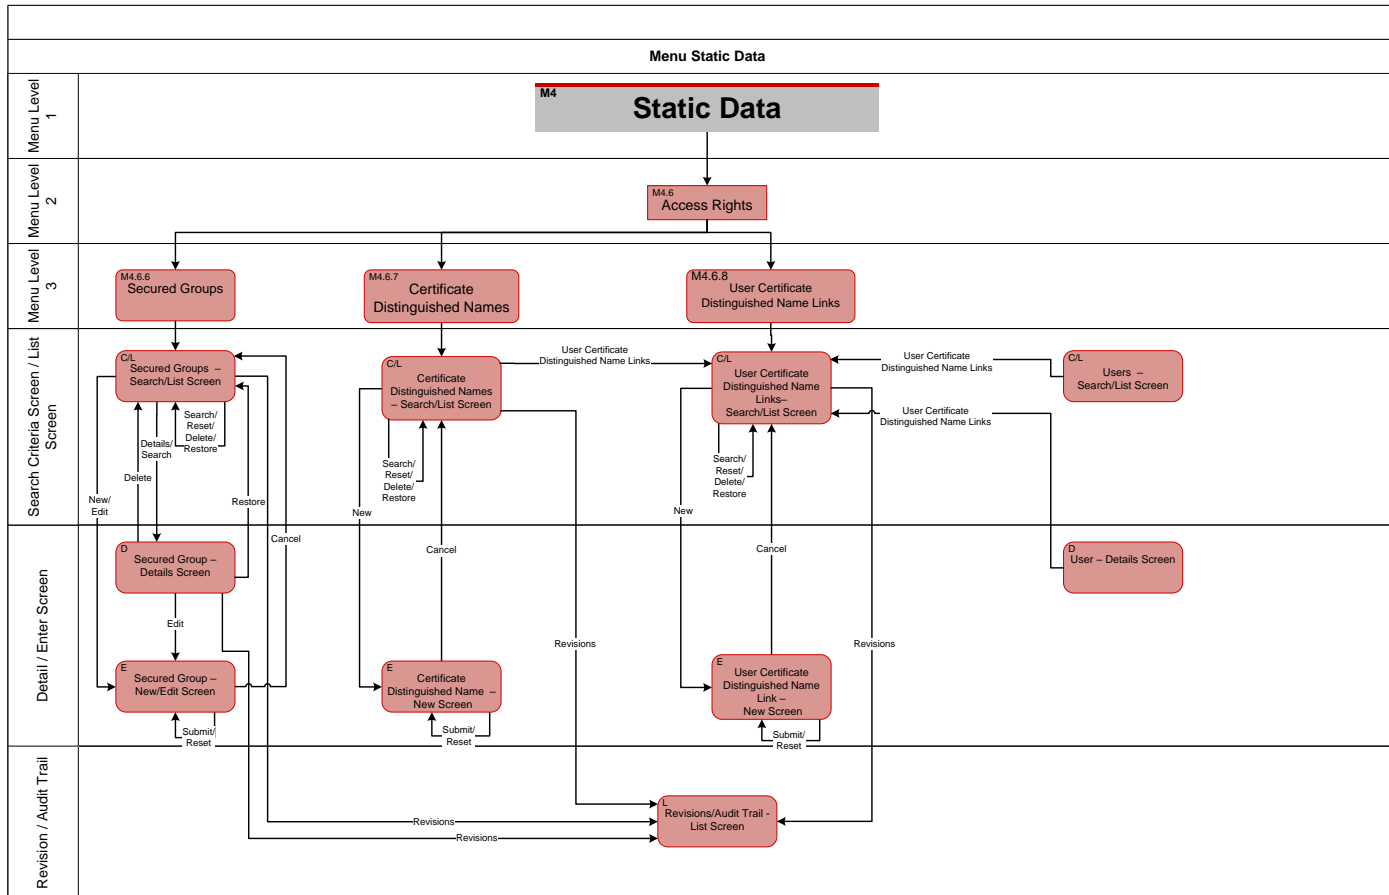 Menu Static Data
Menu Level
1
M4
Static Data
Menu Level
2
M4.6
Access Rights
Menu Level
3
M4.6.6
Secured Groups
M4.6.7
Certificate
Distinguished Names
M4.6.8
User Certificate
Distinguished Name Links
Search Criteria Screen / List
Screen
C/L
Secured Groups –
Search/List Screen
C/L
Certificate
Distinguished Names
– Search/List Screen
User Certificate
Distinguished Name Links
C/L
User Certificate
Distinguished Name
Links–
Search/List Screen
User Certificate
Distinguished Name Links
C/L
Users –
Search/List Screen
User Certificate
Distinguished Name Links
Search/
Reset/
Delete/
Restore
Details/
Search
Delete
New/
Edit
Restore
Cancel
Search/
Reset/
Delete/
Restore
New
Search/
Reset/
Delete/
Restore
New
Detail / Enter Screen
D
Secured Group –
Details Screen
Cancel
Cancel
D
User – Details Screen
Edit
Revisions
Revisions
E
Secured Group –
New/Edit Screen
E
Certificate
Distinguished Name –
New Screen
E
User Certificate
Distinguished Name
Link –
New Screen
Submit/
Reset
Submit/
Reset
Submit/
Reset
Revision / Audit Trail
L
Revisions/Audit Trail -
List Screen
Revisions
Revisions